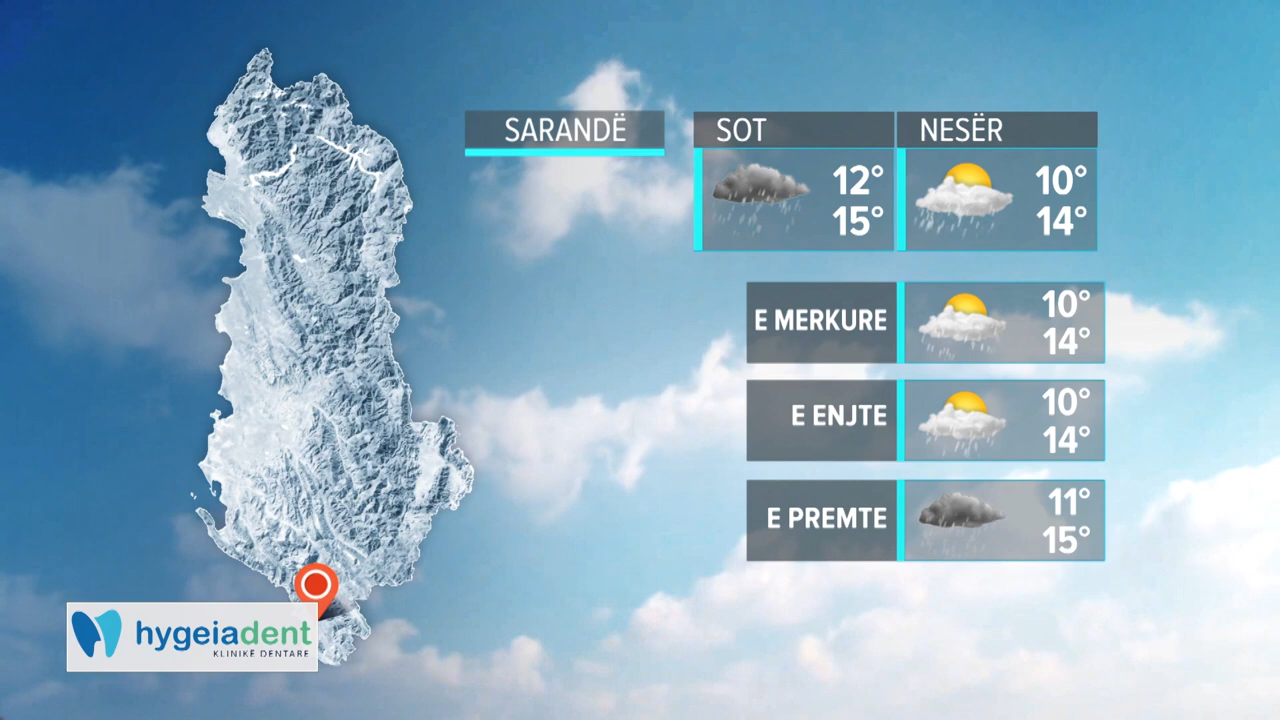 SARANDË
SOT
12°
15°
NESËR
10°
14°
E MERKURE
10°
14°
E ENJTE
10°
14°
E PREMTE
11°
15°
hygeiadent
KLINIKË DENTARE